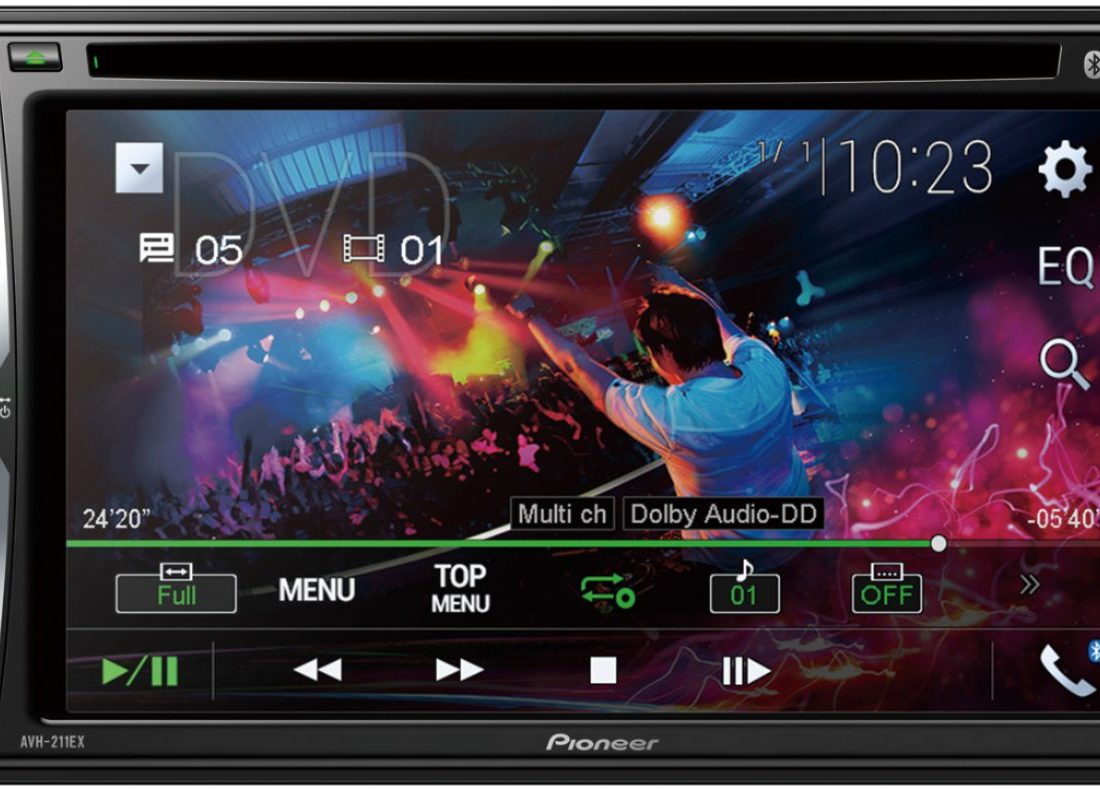 DVD
1/ 1 10:23
05 01
EQ
24'20" Multi ch Dolby Audio-DD -05'40"
Full MENU TOP MENU 01 OFF
AVH-211EX Pioneer